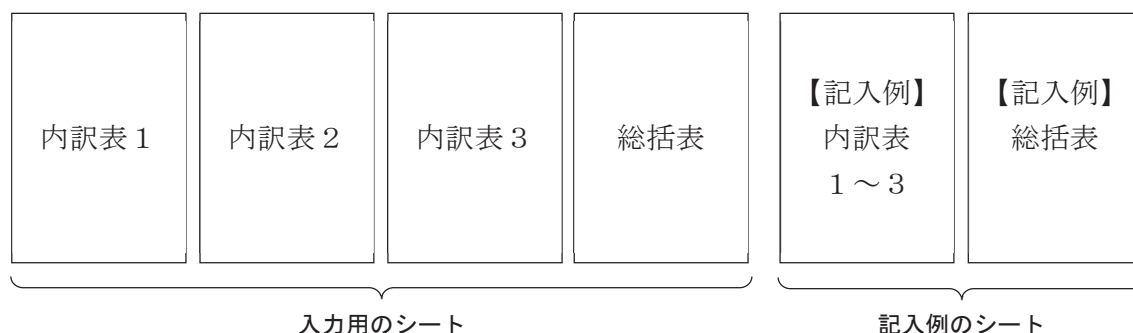 内訳表１
内訳表２
内訳表３
総括表
【記入例】
内訳表
１～３
【記入例】
総括表
入力用のシート
記入例のシート